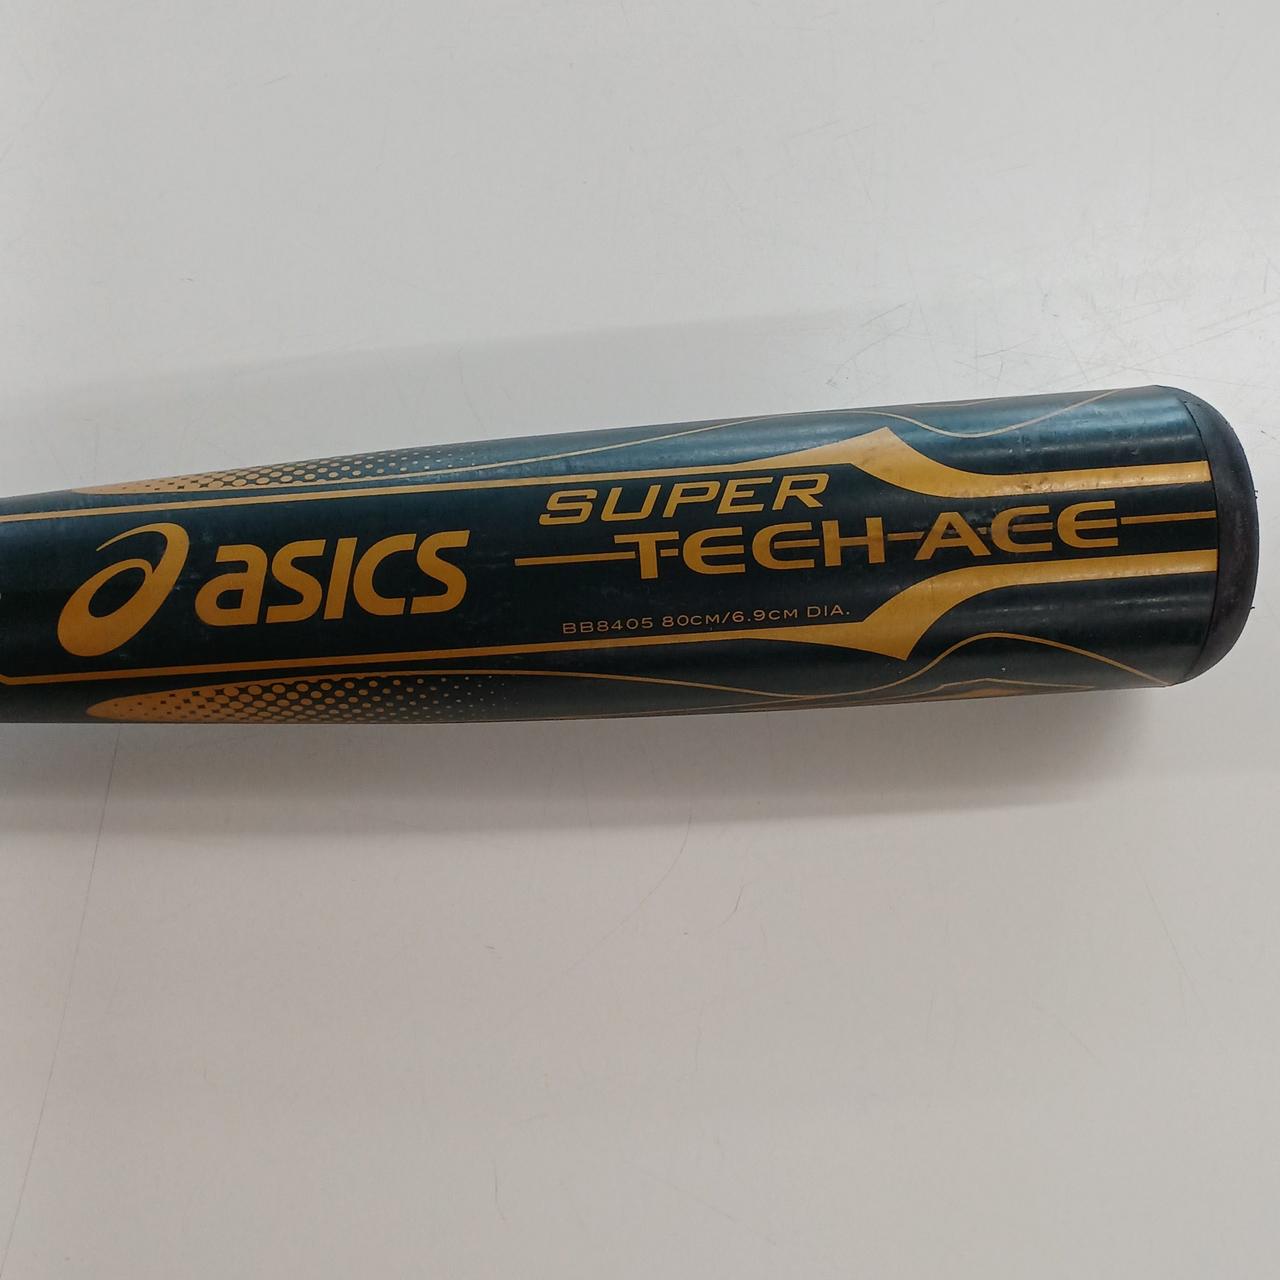 asics
SUPER
TECH ACE
BB8405 80CM/6.9CM DIA.